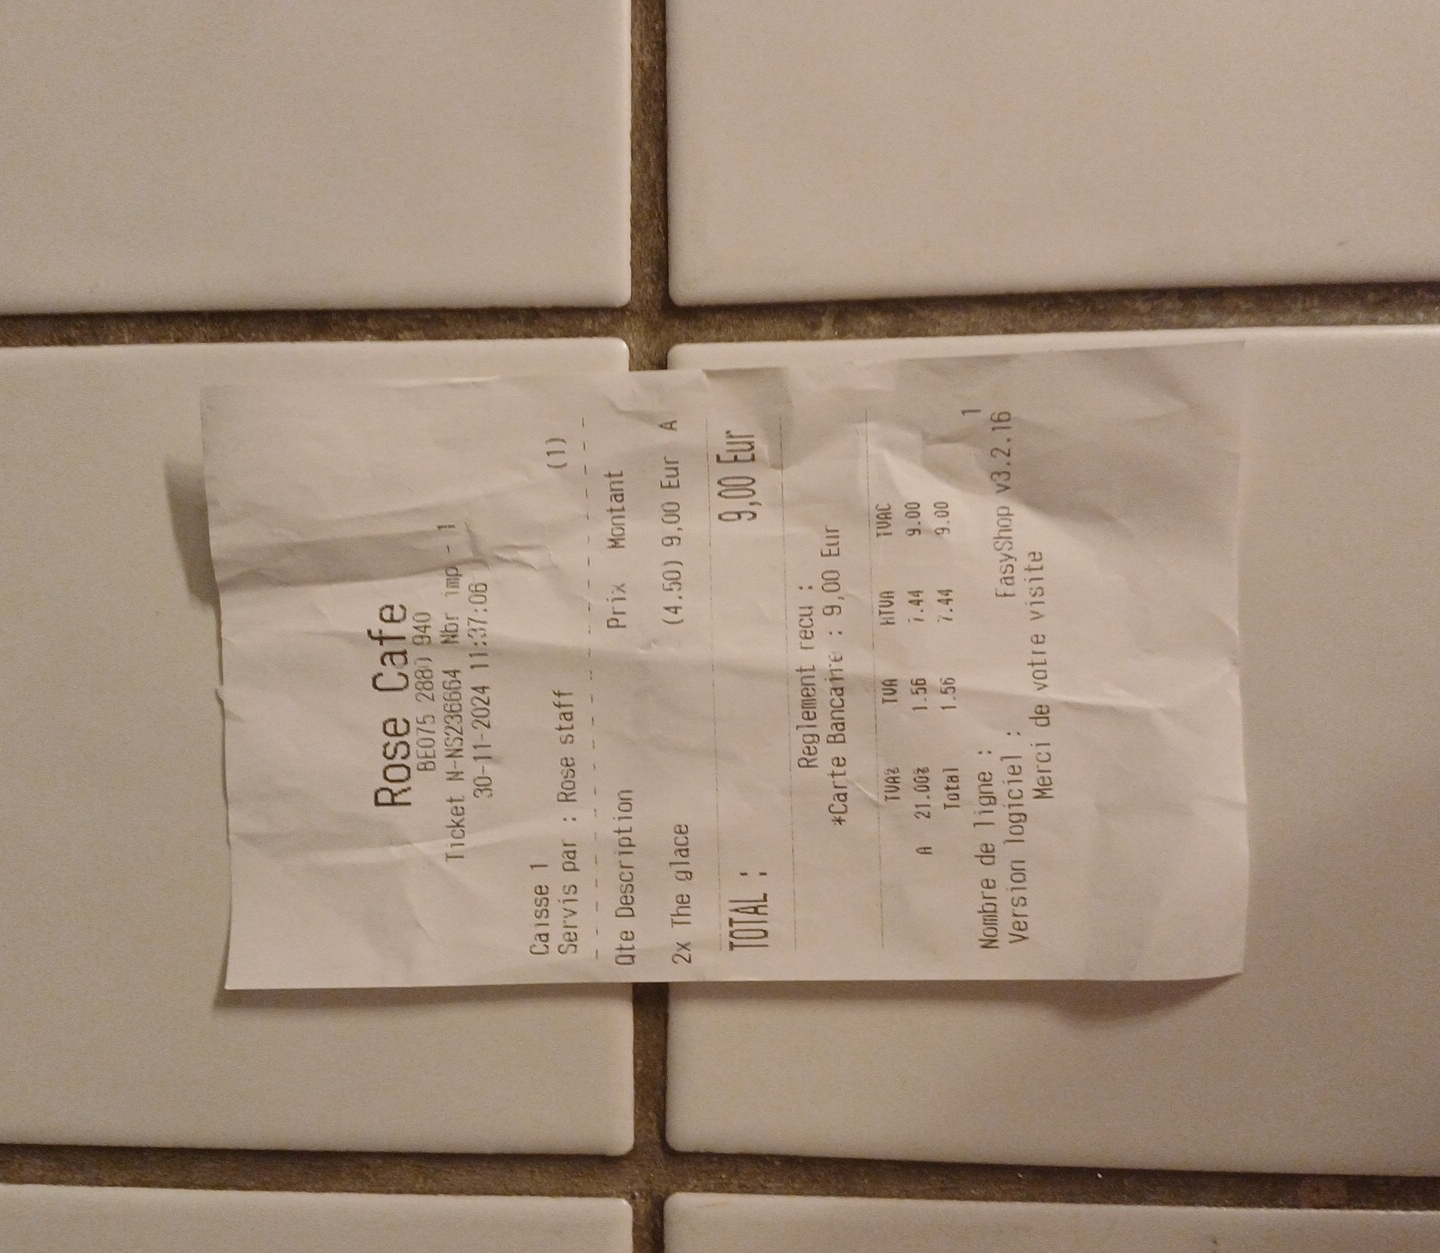 Rose Cafe
BE075 2880 940
Ticket N-NS236664 Nbr imp - 1
30-11-2024 11:37:06
Caisse 1 (1)
Servis par : Rose staff
Qte Description Prix Montant
2x The glace (4.50) 9,00 Eur A
TOTAL : 9,00 Eur
Reglement recu :
*Carte Bancaire : 9,00 Eur
TVA% TVA HTVA TVAC
A 21.00% 1.56 7.44 9.00
Total 1.56 7.44 9.00
Nombre de ligne : 1
Version logiciel : EasyShop v3.2.16
Merci de votre visite